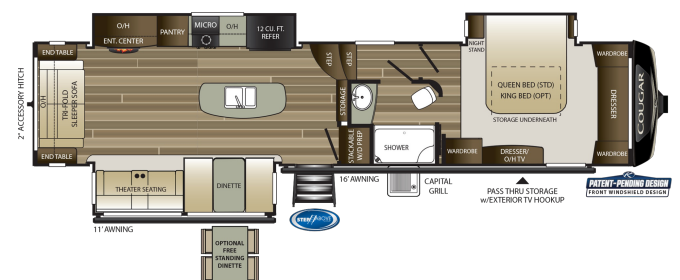 O/H
ENT. CENTER
PANTRY
MICRO
O/H
12 CU. FT.
REFER
END TABLE
STEP
STEP
NIGHT
STAND
WARDROBE
2" ACCESSORY HITCH
O/H
TRI-FOLD
SLEEPER SOFA
STORAGE
QUEEN BED (STD)
KING BED (OPT)
STORAGE UNDERNEATH
DRESSER
COUGAR
END TABLE
STACKABLE
W/D PREP
SHOWER
WARDROBE
DRESSER/
O/H TV
WARDROBE
THEATER SEATING
DINETTE
16' AWNING
CAPITAL
GRILL
PASS THRU STORAGE
w/EXTERIOR TV HOOKUP
PATENT-PENDING DESIGN
FRONT WINDSHIELD DESIGN
11' AWNING
STEP ABOVE
OPTIONAL
FREE
STANDING
DINETTE